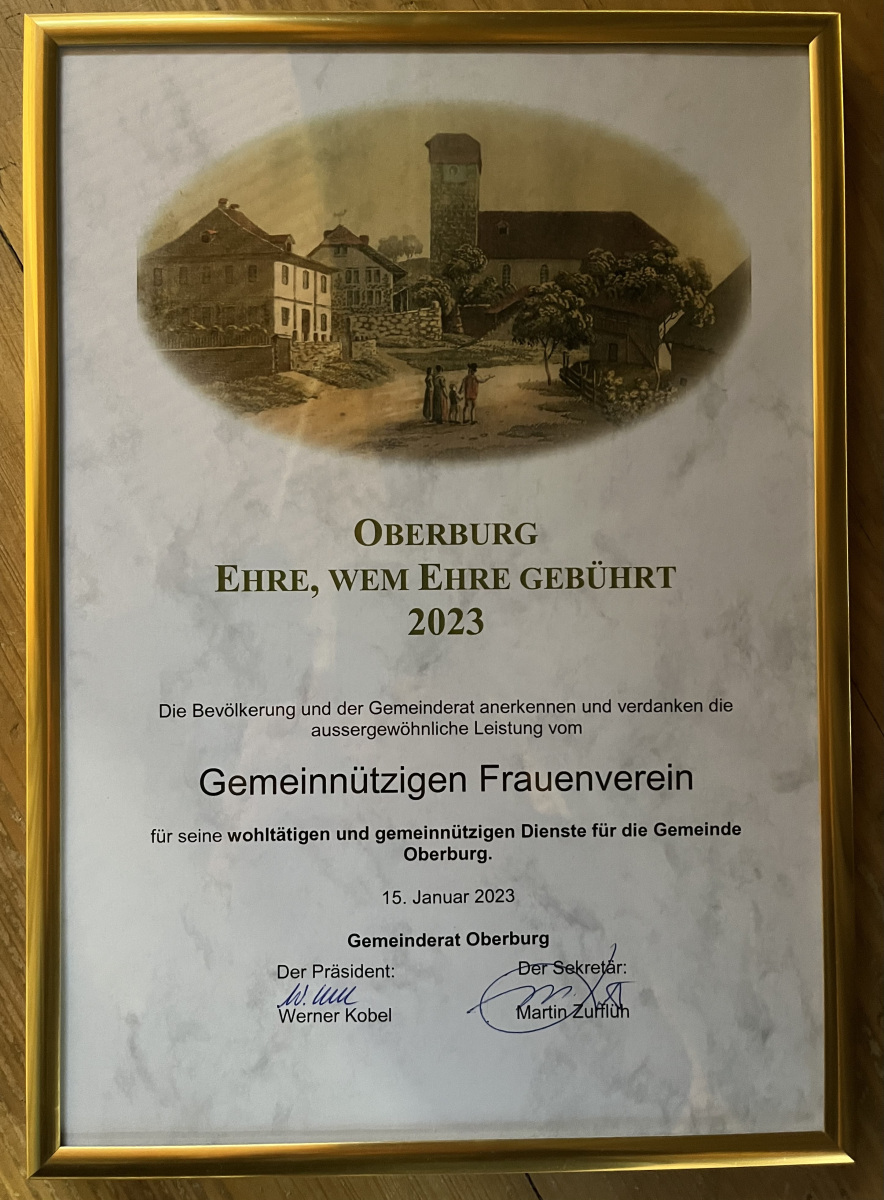 OBERBURG
EHRE, WEM EHRE GEBÜHRT
2023
Die Bevölkerung und der Gemeinderat anerkennen und verdanken die
aussergewöhnliche Leistung vom
Gemeinnützigen Frauenverein
für seine wohltätigen und gemeinnützigen Dienste für die Gemeinde
Oberburg.
15. Januar 2023
Gemeinderat Oberburg
Der Präsident: Der Sekretär:
Werner Kobel Martin Zurflüh